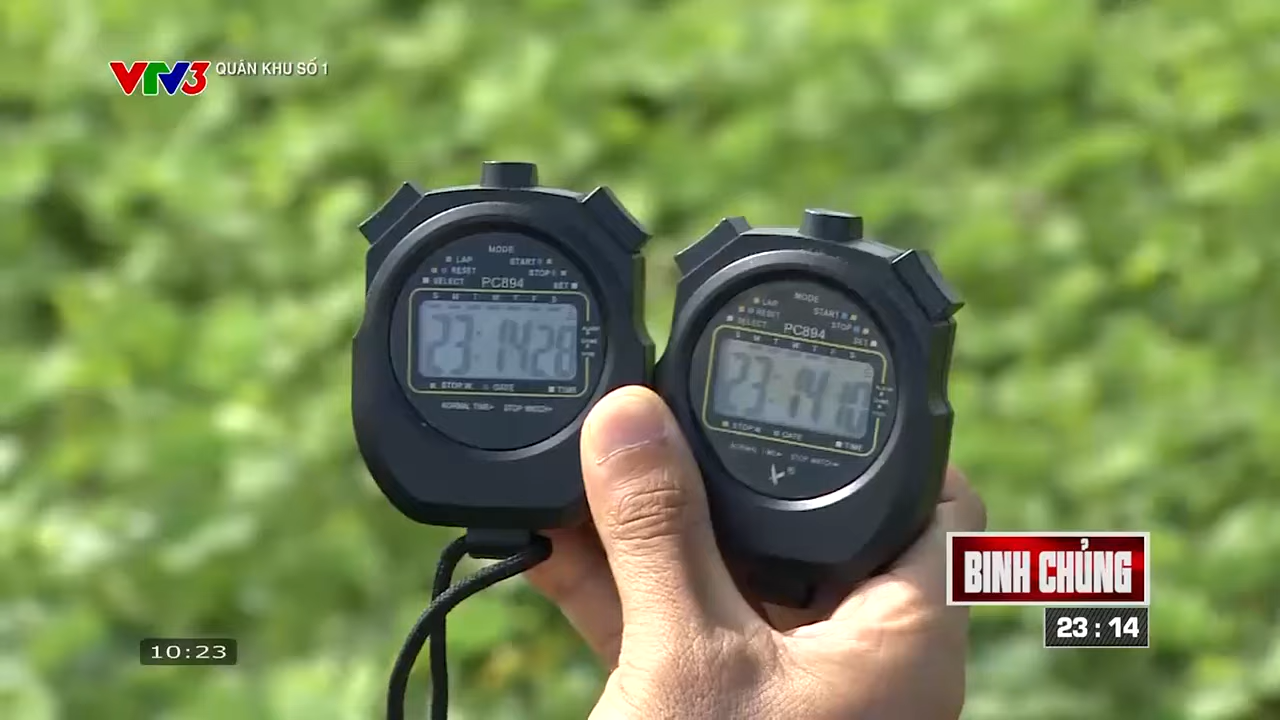 VTV3 QUÂN KHU SỐ 1
MODE
LAP START
RESET STOP
SELECT PC894 SET
S M T W T F S
23:14 28
STOP DATE TIME
NORMAL TIME STOP WATCH
MODE
LAP START
RESET STOP
SELECT PC894 SET
S M T W T F S
23:14 10
STOP DATE TIME
STOP WATCH
BINH CHỦNG
23 : 14
10:23